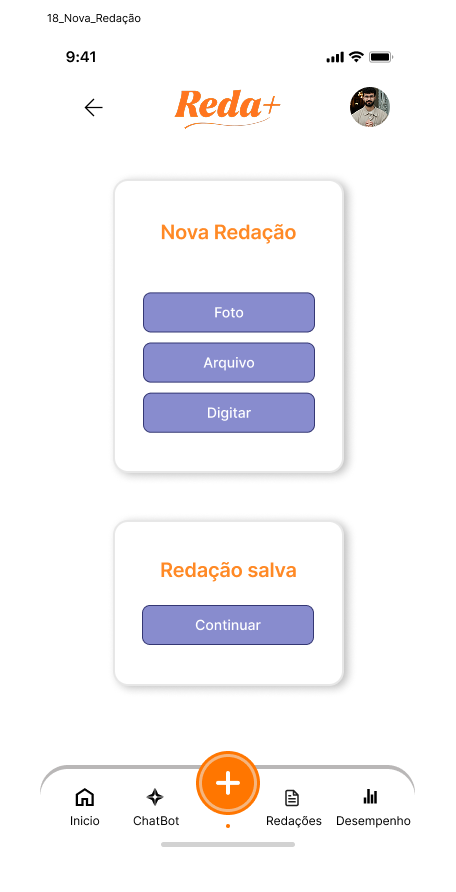 18_Nova_Redação
9:41
Reda+
Nova Redação
Foto
Arquivo
Digitar
Redação salva
Continuar
Inicio
ChatBot
Redações
Desempenho